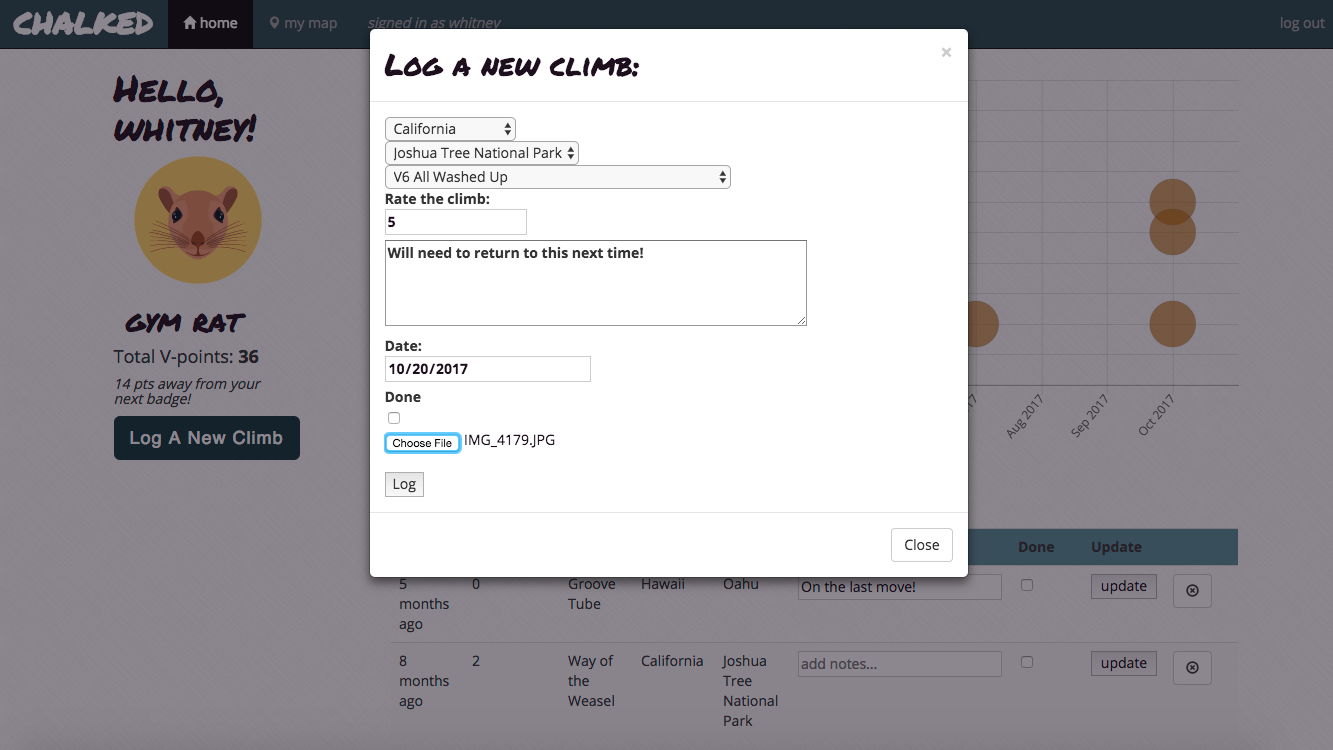 CHALKED
home
my map
signed in as whitney
log out
Hello,
whitney!
gym rat
Total V-points: 36
14 pts away from your
next badge!
Log A New Climb
Log a new climb:
×
California
Joshua Tree National Park
V6 All Washed Up
Rate the climb:
5
Will need to return to this next time!
Date:
10/20/2017
Done
Choose File IMG_4179.JPG
Log
Close
Aug 2017
Sep 2017
Oct 2017
Done Update
5 months ago
0
Groove Tube
Hawaii
Oahu
On the last move!
update
8 months ago
2
Way of the Weasel
California
Joshua Tree National Park
add notes...
update